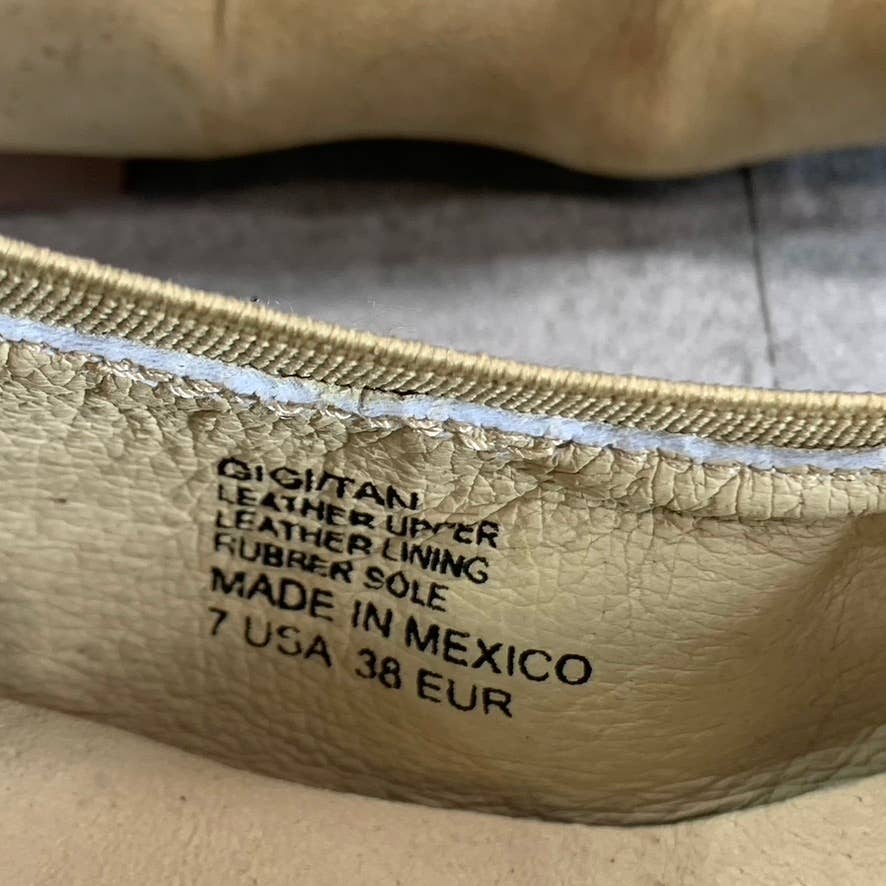 GIGI/TAN
LEATHER UPPER
LEATHER LINING
RUBBER SOLE
MADE IN MEXICO
7 USA 38 EUR